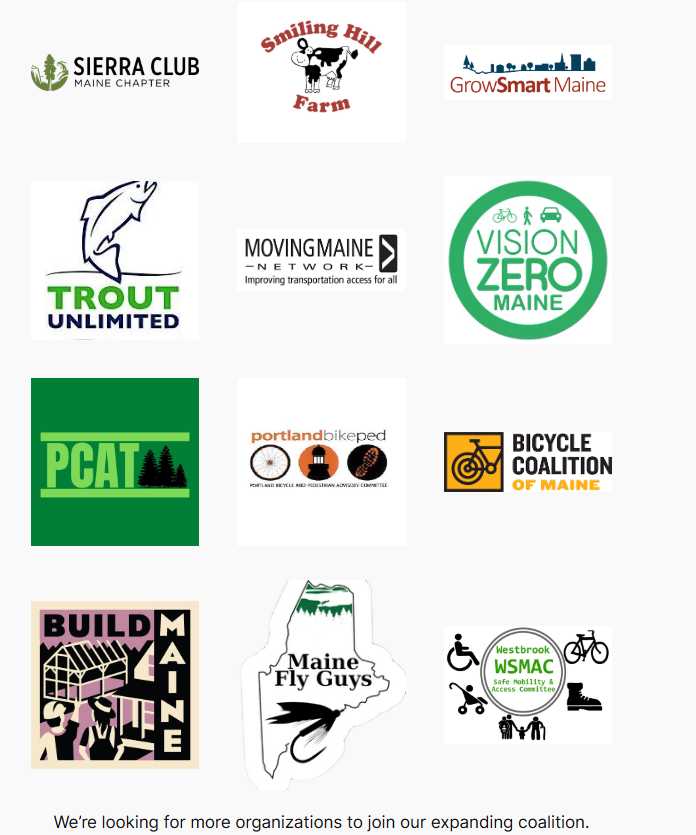 SIERRA CLUB
MAINE CHAPTER
Smiling Hill
Farm
GrowSmart Maine
TROUT
UNLIMITED
MOVINGMAINE
NETWORK
Improving transportation access for all
VISION
ZERO
MAINE
PCAT
portlandbikeped
PORTLAND BICYCLE AND PEDESTRIAN ADVISORY COMMITTEE
BICYCLE
COALITION
OF MAINE
BUILD
MAINE
Maine
Fly Guys
Westbrook
WSMAC
Safe Mobility &
Access Committee
We’re looking for more organizations to join our expanding coalition.